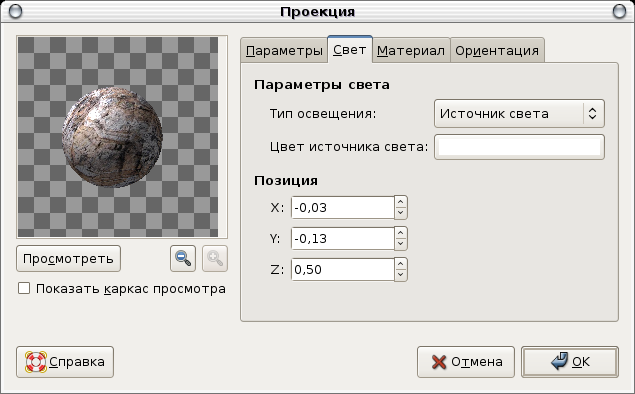 Проекция
Параметры Свет Материал Ориентация
Параметры света
Тип освещения: Источник света
Цвет источника света:
Позиция
X: -0,03
Y: -0,13
Z: 0,50
Просмотреть
Показать каркас просмотра
Справка Отмена OK